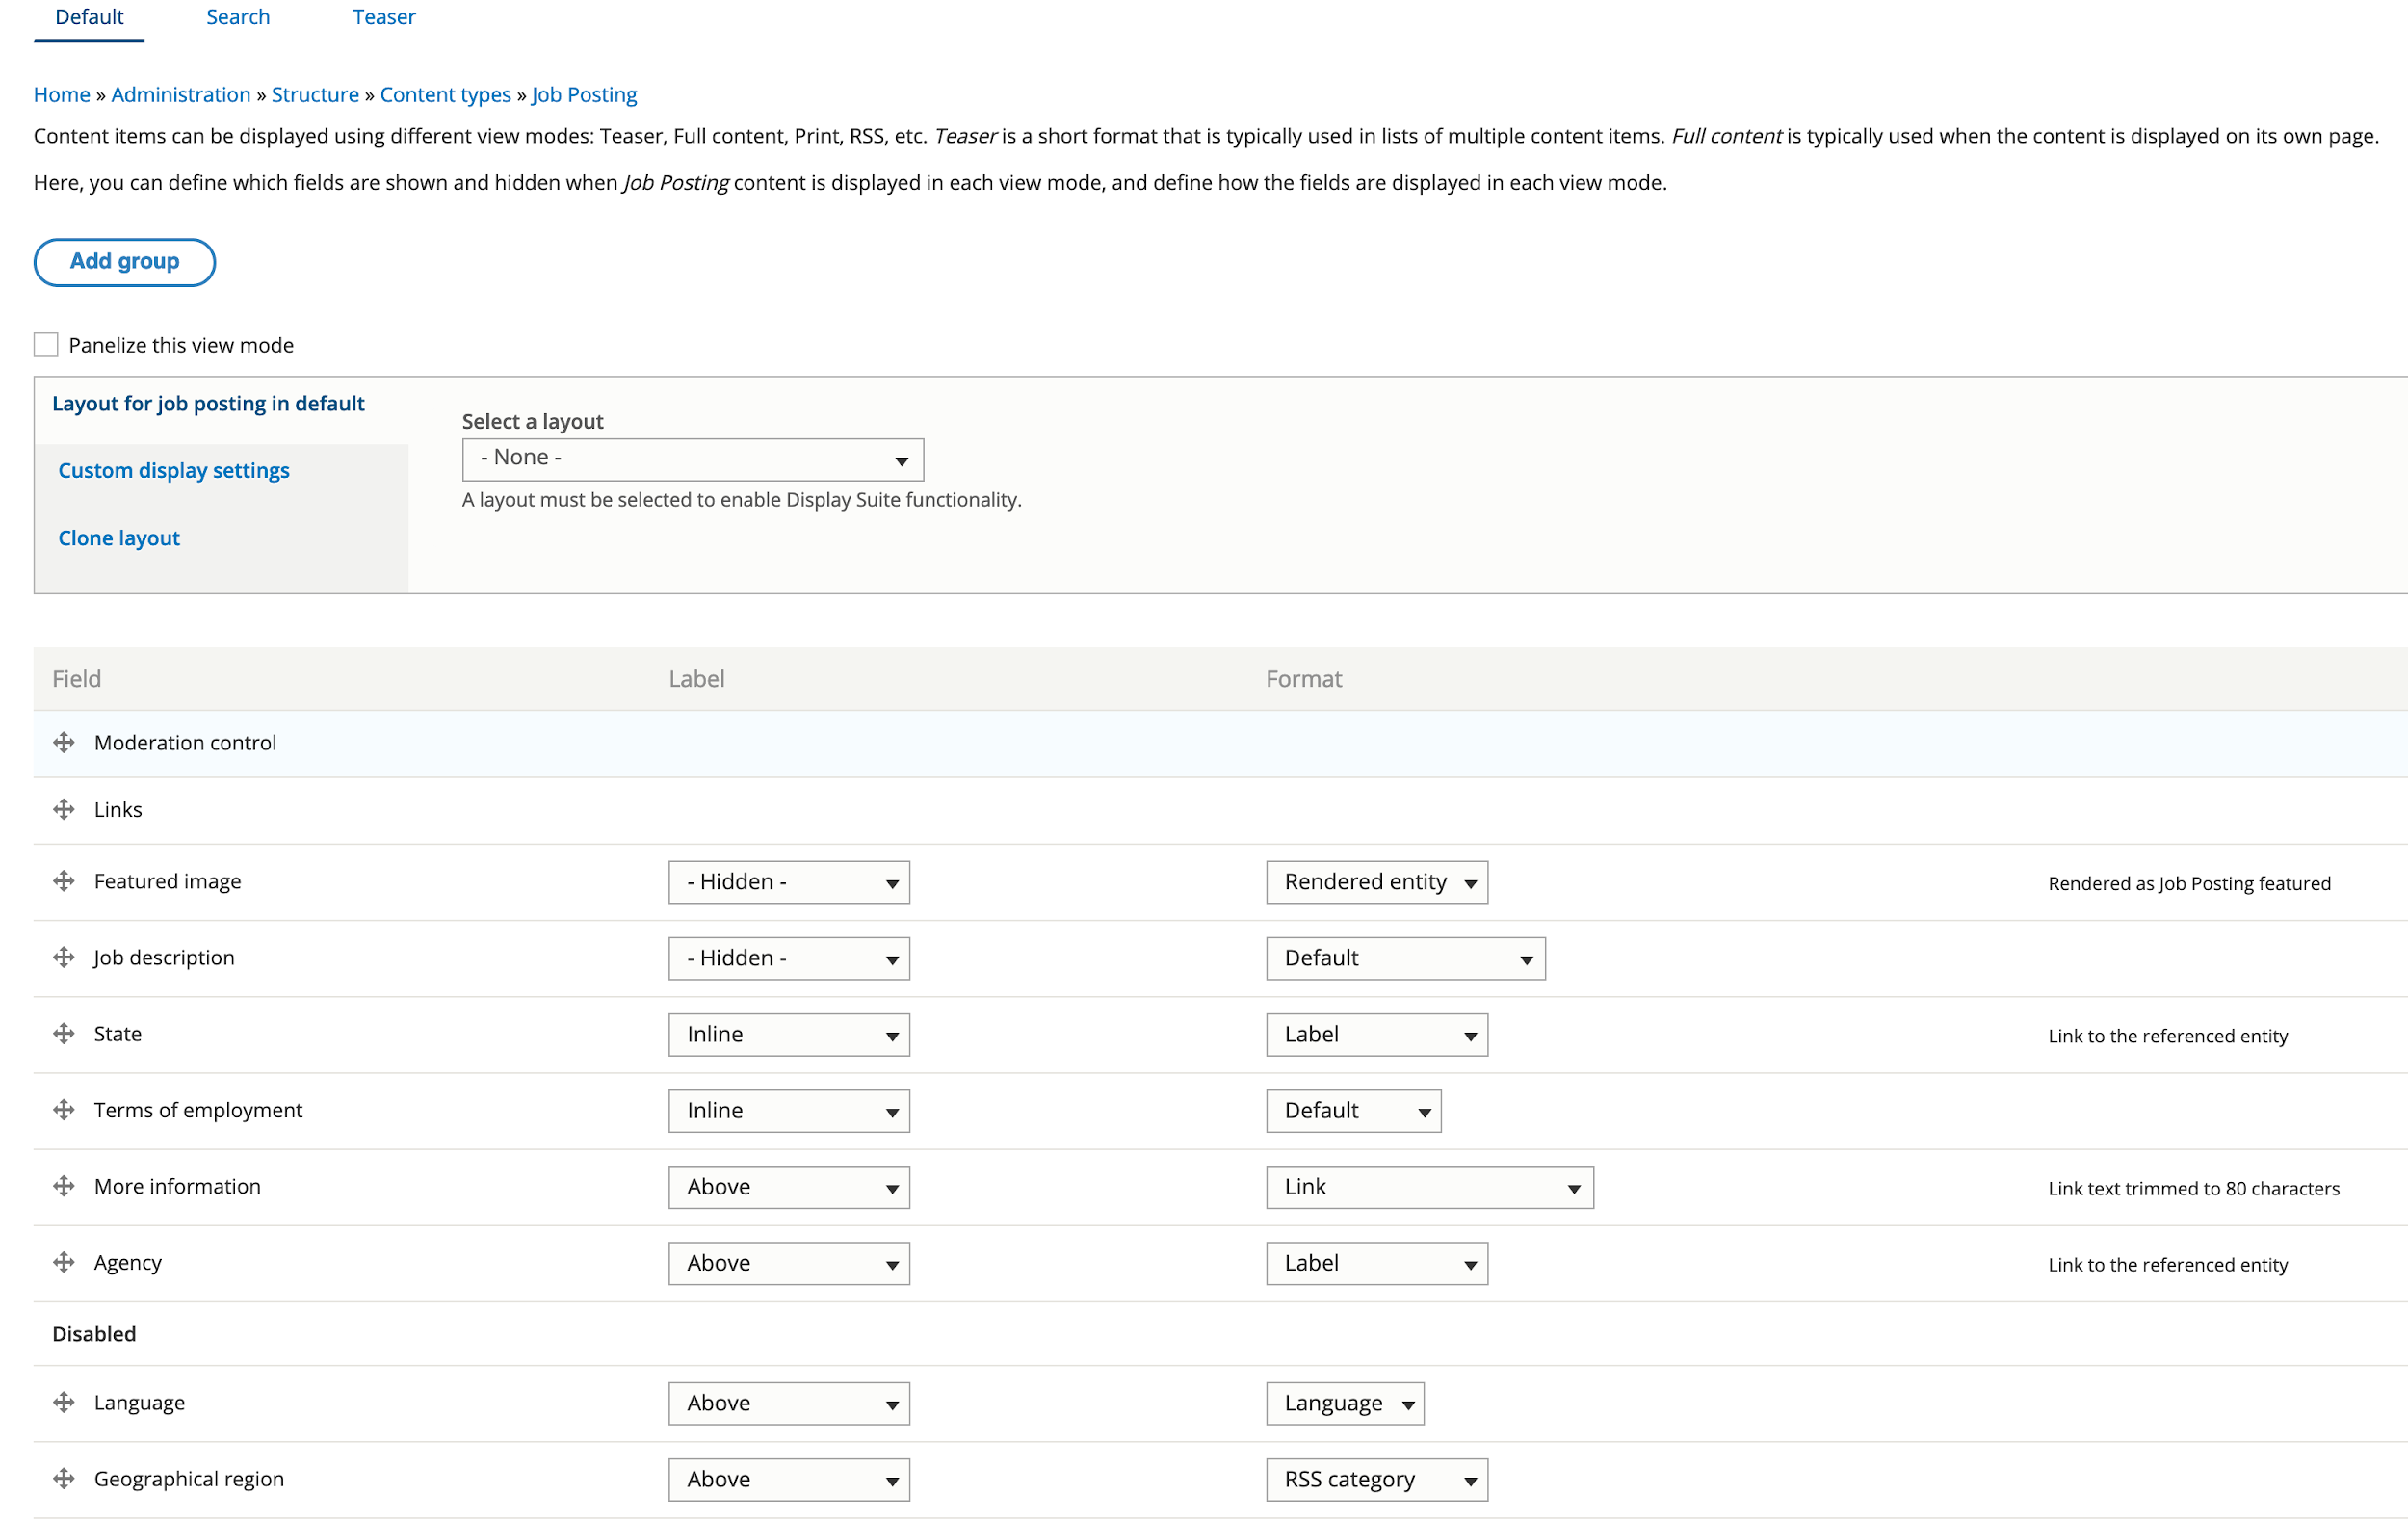 Default Search Teaser
Home » Administration » Structure » Content types » Job Posting
Content items can be displayed using different view modes: Teaser, Full content, Print, RSS, etc. Teaser is a short format that is typically used in lists of multiple content items. Full content is typically used when the content is displayed on its own page.
Here, you can define which fields are shown and hidden when Job Posting content is displayed in each view mode, and define how the fields are displayed in each view mode.
Add group
Panelize this view mode
Layout for job posting in default
Custom display settings
Clone layout
Select a layout
- None -
A layout must be selected to enable Display Suite functionality.
Field Label Format
Moderation control
Links
Featured image - Hidden - Rendered entity Rendered as Job Posting featured
Job description - Hidden - Default
State Inline Label Link to the referenced entity
Terms of employment Inline Default
More information Above Link Link text trimmed to 80 characters
Agency Above Label Link to the referenced entity
Disabled
Language Above Language
Geographical region Above RSS category